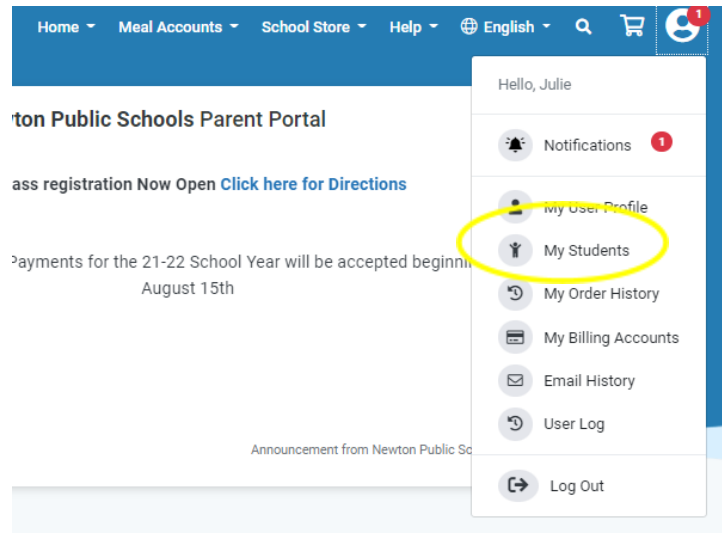 Home Meal Accounts School Store Help English 1
Hello, Julie
Notifications 1
My User Profile
My Students
My Order History
My Billing Accounts
Email History
User Log
Log Out
ton Public Schools Parent Portal
ass registration Now Open Click here for Directions
Payments for the 21-22 School Year will be accepted
August 15th
Announcement from Newton Public